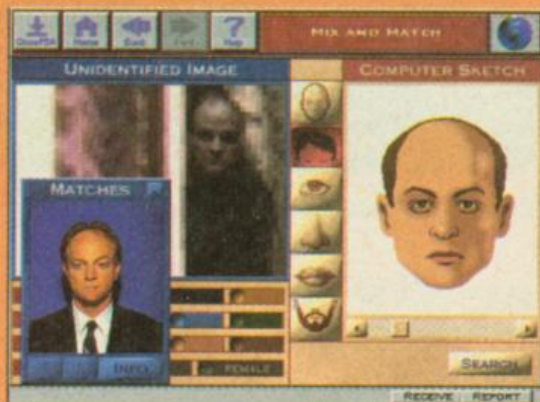 Home
Back
Help
MIX AND MATCH
UNIDENTIFIED IMAGE
COMPUTER SKETCH
MATCHES
INFO
FEMALE
SEARCH
RECEIVE REPORT